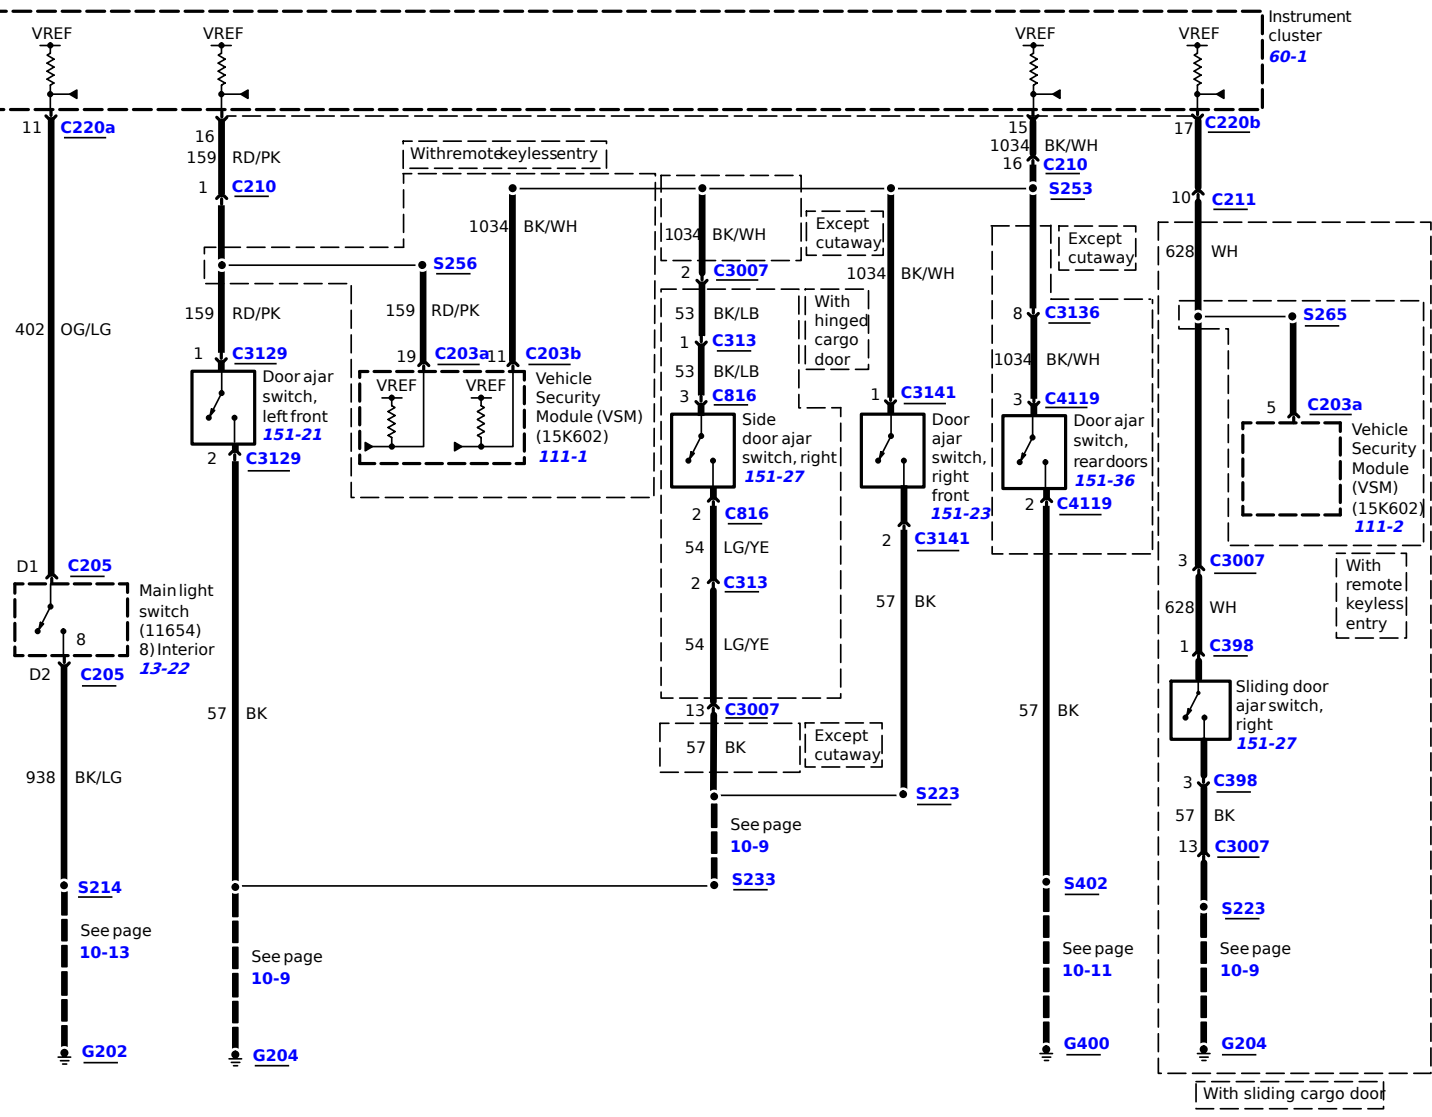 VREF
VREF
VREF
VREF
Instrument
cluster
60-1
11
C220a
16
159
RD/PK
1
C210
With remote keyless entry
15
1034
BK/WH
16
C210
S253
17
C220b
10
C211
1034
BK/WH
1034
BK/WH
Except
cutaway
Except
cutaway
628
WH
S256
2
C3007
1034
BK/WH
402
OG/LG
159
RD/PK
159
RD/PK
53
BK/LB
With
hinged
cargo
door
8
C3136
S265
1
C3129
19
C203a
11
C203b
1
C313
53
BK/LB
1034
BK/WH
Door ajar
switch,
left front
151-21
VREF
VREF
Vehicle
Security
Module (VSM)
(15K602)
111-1
3
C816
1
C3141
3
C4119
5
C203a
Side
door ajar
switch, right
151-27
Door
ajar
switch,
right
front
151-23
Door ajar
switch,
rear doors
151-36
Vehicle
Security
Module
(VSM)
(15K602)
111-2
2
C3129
2
C816
2
C3141
2
C4119
54
LG/YE
D1
C205
2
C313
3
C3007
With
remote
keyless
entry
Main light
switch
(11654)
8) Interior
13-22
8
57
BK
628
WH
D2
C205
54
LG/YE
1
C398
Sliding door
ajar switch,
right
151-27
57
BK
13
C3007
57
BK
57
BK
Except
cutaway
938
BK/LG
S223
3
C398
See page
10-9
57
BK
13
C3007
S214
S233
S402
S223
See page
10-13
See page
10-9
See page
10-11
See page
10-9
G202
G204
G400
G204
With sliding cargo door